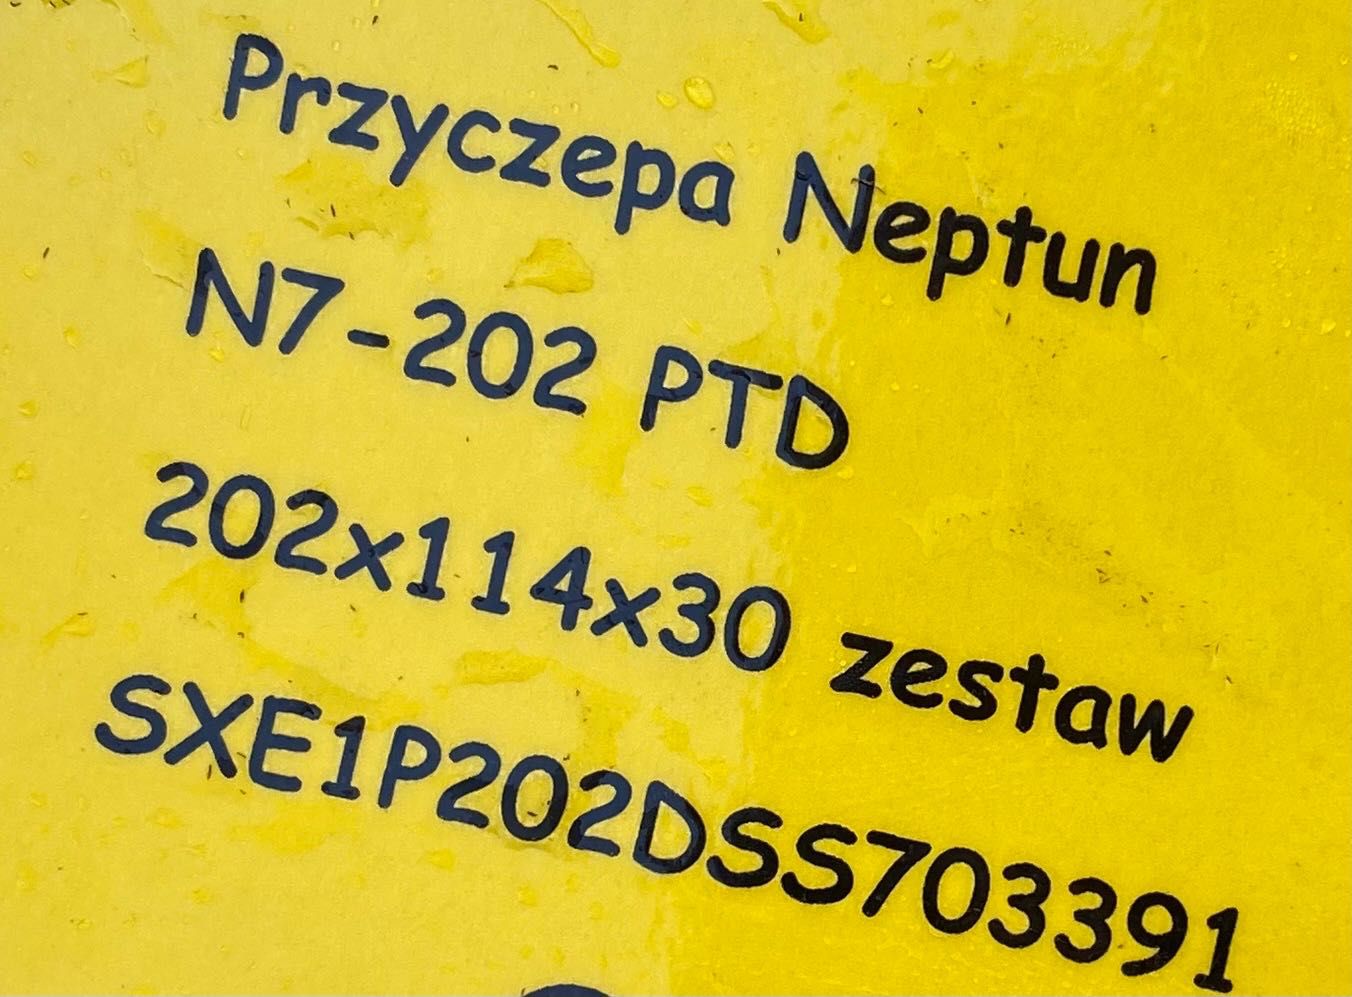 Przyczepa Neptun
N7-202 PTD
202x114x30 zestaw
SXE1P202DSS703391